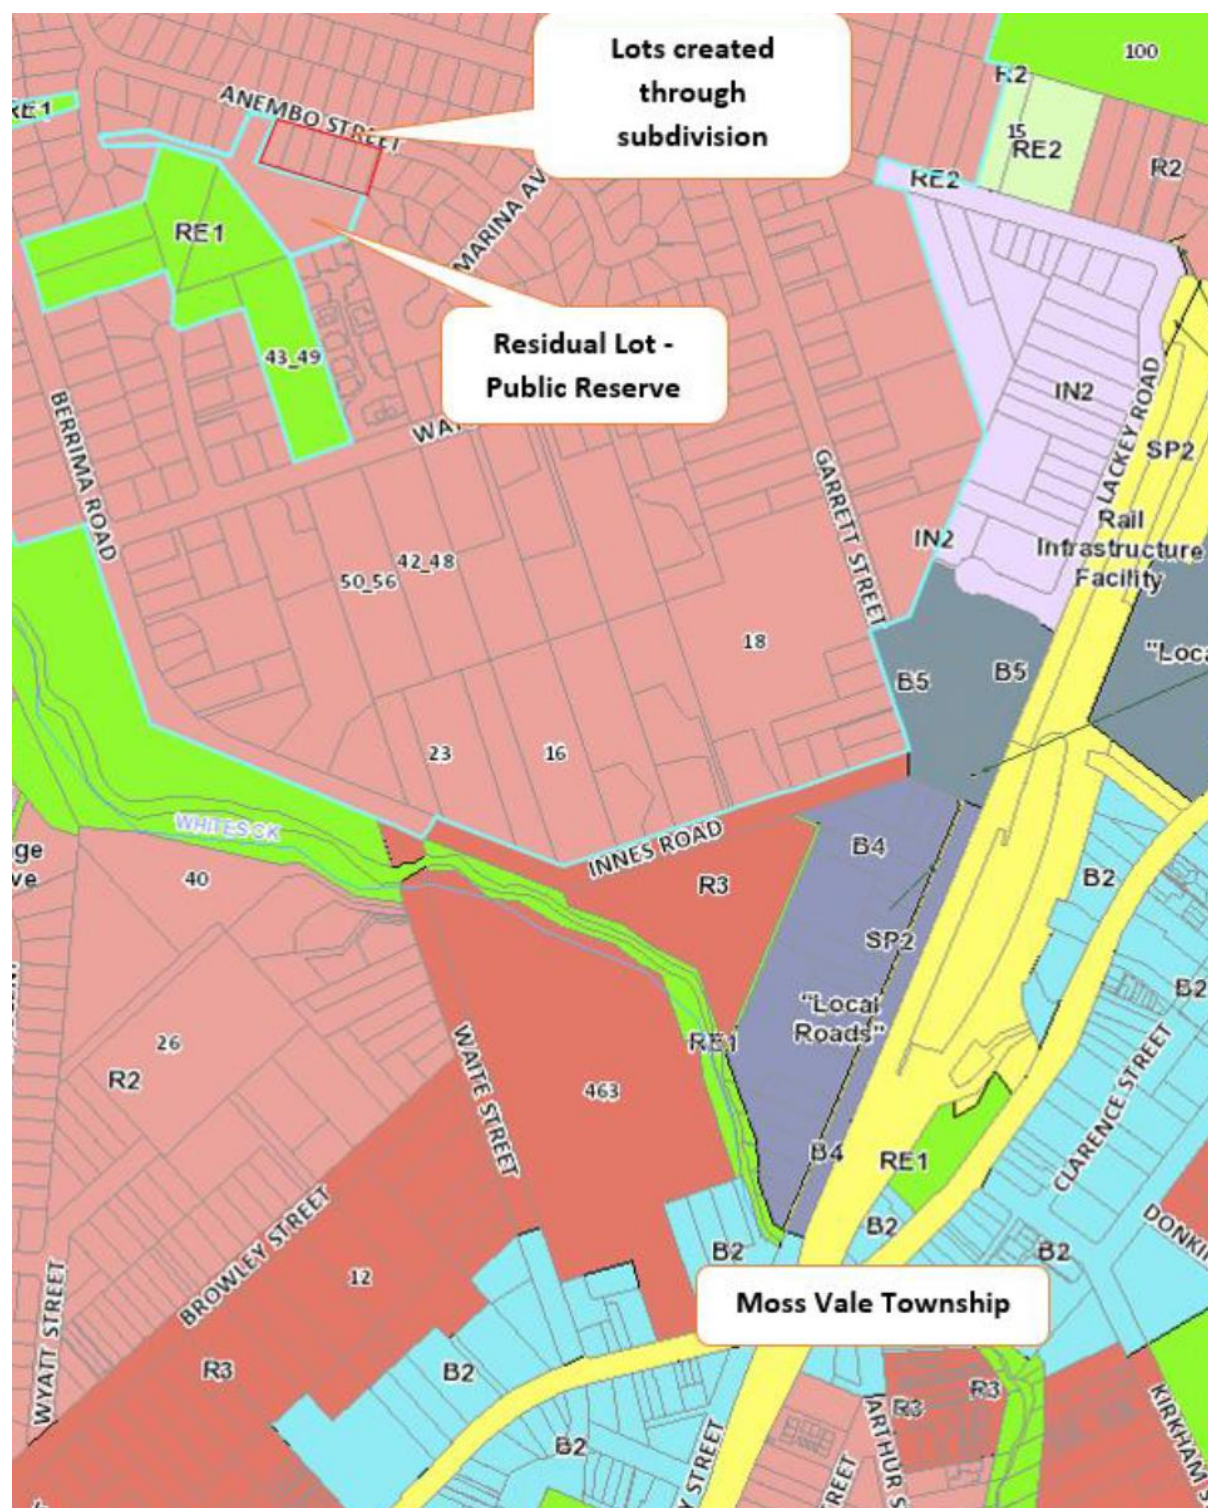 Lots created
through
subdivision
100
R2
ANEMBO STREET
RE1
15
RE2
RE2
R2
MARINA AV
RE1
Residual Lot -
Public Reserve
43_49
IN2
LACKEY ROAD
BERRIMA ROAD
SP2
GARRETT STREET
Rail
Infrastructure
Facility
IN2
42_48
50_56
18
B5
B5
23
16
WHITES CK
INNES ROAD
B4
40
R3
B2
SP2
B2
"Local
Roads"
RE1
26
R2
WAITE STREET
463
CLARENCE STREET
B4
RE1
BROWLEY STREET
B2
B2
B2
12
WYATT STREET
Moss Vale Township
R3
B2
R3
R3
B2
ARTHUR S
KIRKHAM S
Y STREET